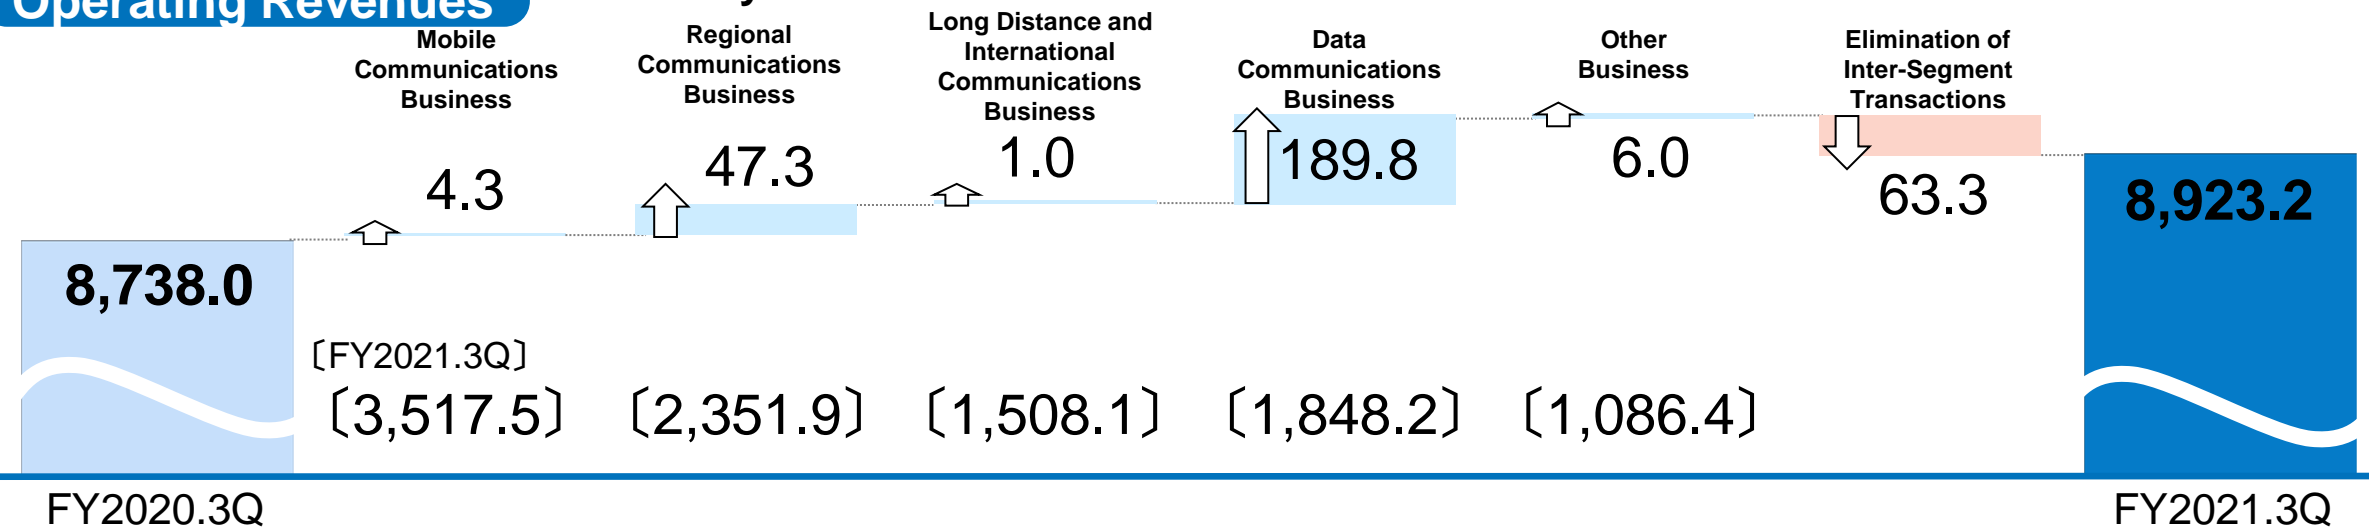 Operating Revenues
Mobile
Communications
Business
Regional
Communications
Business
Long Distance and
International
Communications
Business
Data
Communications
Business
Other
Business
Elimination of
Inter-Segment
Transactions
4.3
47.3
1.0
189.8
6.0
63.3
8,738.0
8,923.2
〔FY2021.3Q〕
〔3,517.5〕
〔2,351.9〕
〔1,508.1〕
〔1,848.2〕
〔1,086.4〕
FY2020.3Q
FY2021.3Q